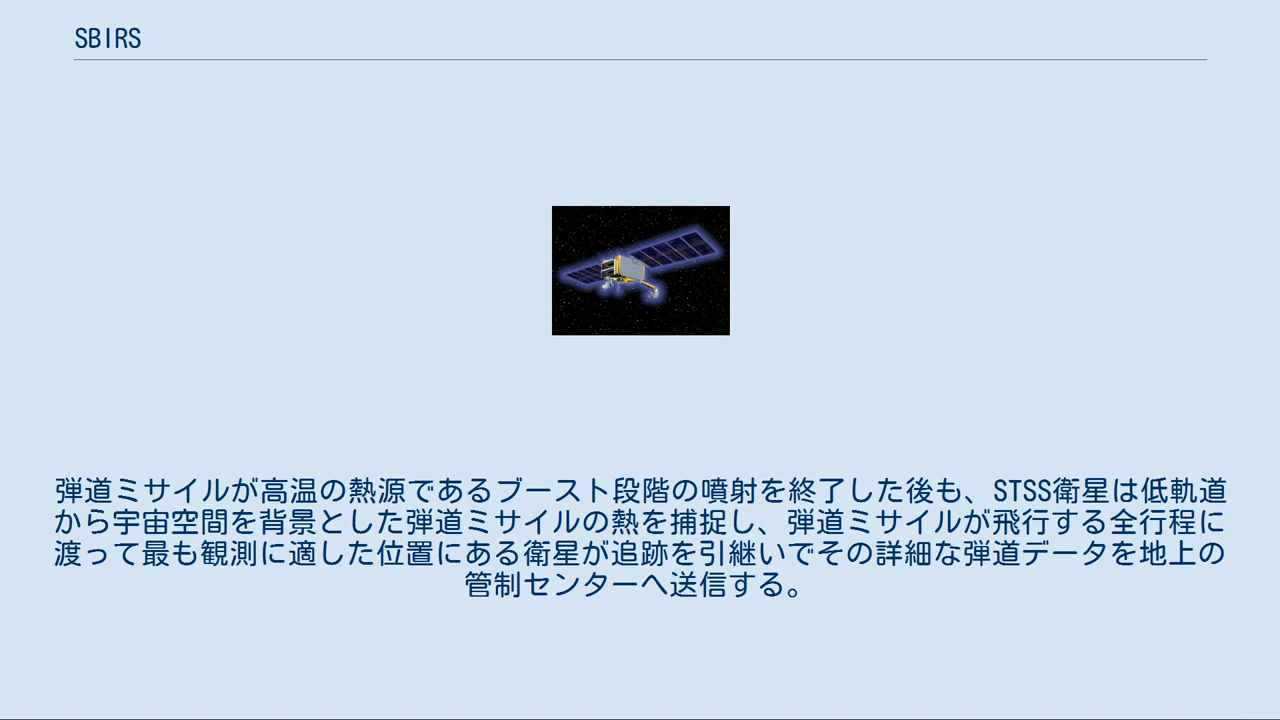 SBIRS
弾道ミサイルが高温の熱源であるブースト段階の噴射を終了した後も、STSS衛星は低軌道
から宇宙空間を背景とした弾道ミサイルの熱を捕捉し、弾道ミサイルが飛行する全行程に
渡って最も観測に適した位置にある衛星が追跡を引継いでその詳細な弾道データを地上の
管制センターへ送信する。